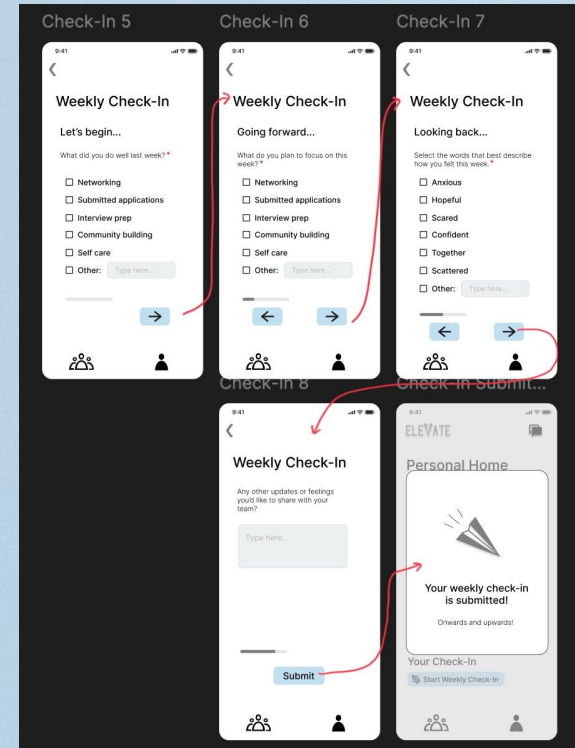 Check-In 5
9:41
Weekly Check-In
Let's begin...
What did you do well last week? *
Networking
Submitted applications
Interview prep
Community building
Self care
Other: Type here...
Check-In 6
9:41
Weekly Check-In
Going forward...
What do you plan to focus on this
week? *
Networking
Submitted applications
Interview prep
Community building
Self care
Other: Type here...
Check-In 7
9:41
Weekly Check-In
Looking back...
Select the words that best describe
how you felt this week. *
Anxious
Hopeful
Scared
Confident
Together
Scattered
Other: Type here...
Check-In 8
9:41
Weekly Check-In
Any other updates or feelings
you'd like to share with your
team?
Type here...
Submit
Check-In Submit...
9:41
ELEVATE
Personal Home
Your weekly check-in
is submitted!
Onwards and upwards!
Your Check-In
Start Weekly Check-In